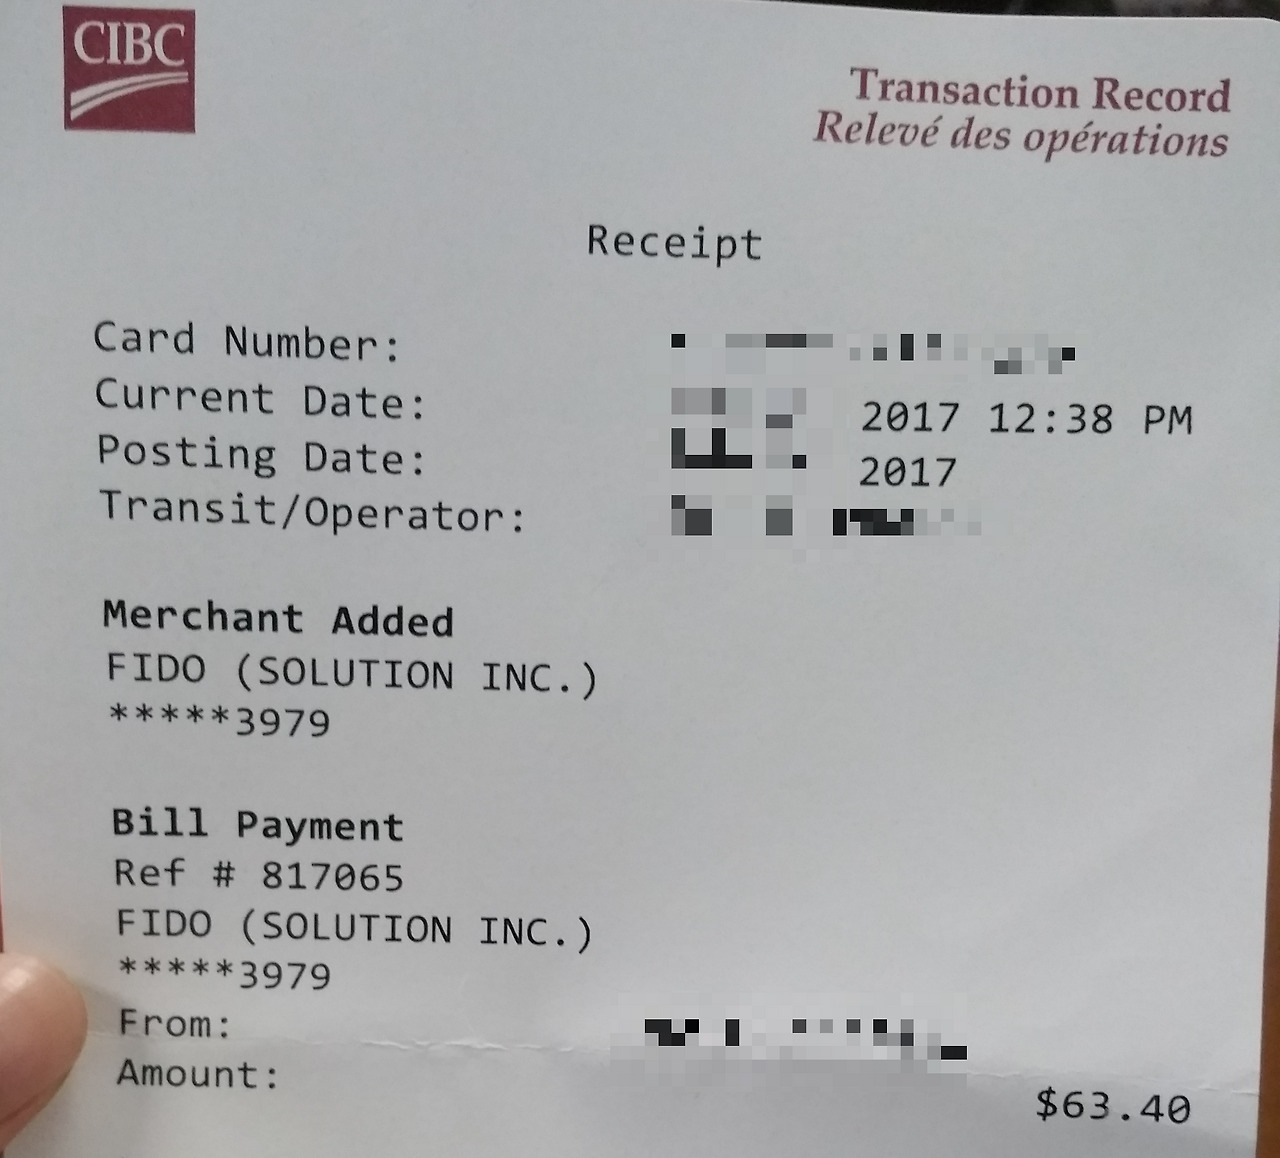 CIBC
Transaction Record
Relevé des opérations
Receipt
Card Number:
Current Date: 2017 12:38 PM
Posting Date: 2017
Transit/Operator:
Merchant Added
FIDO (SOLUTION INC.)
*****3979
Bill Payment
Ref # 817065
FIDO (SOLUTION INC.)
*****3979
From:
Amount: $63.40